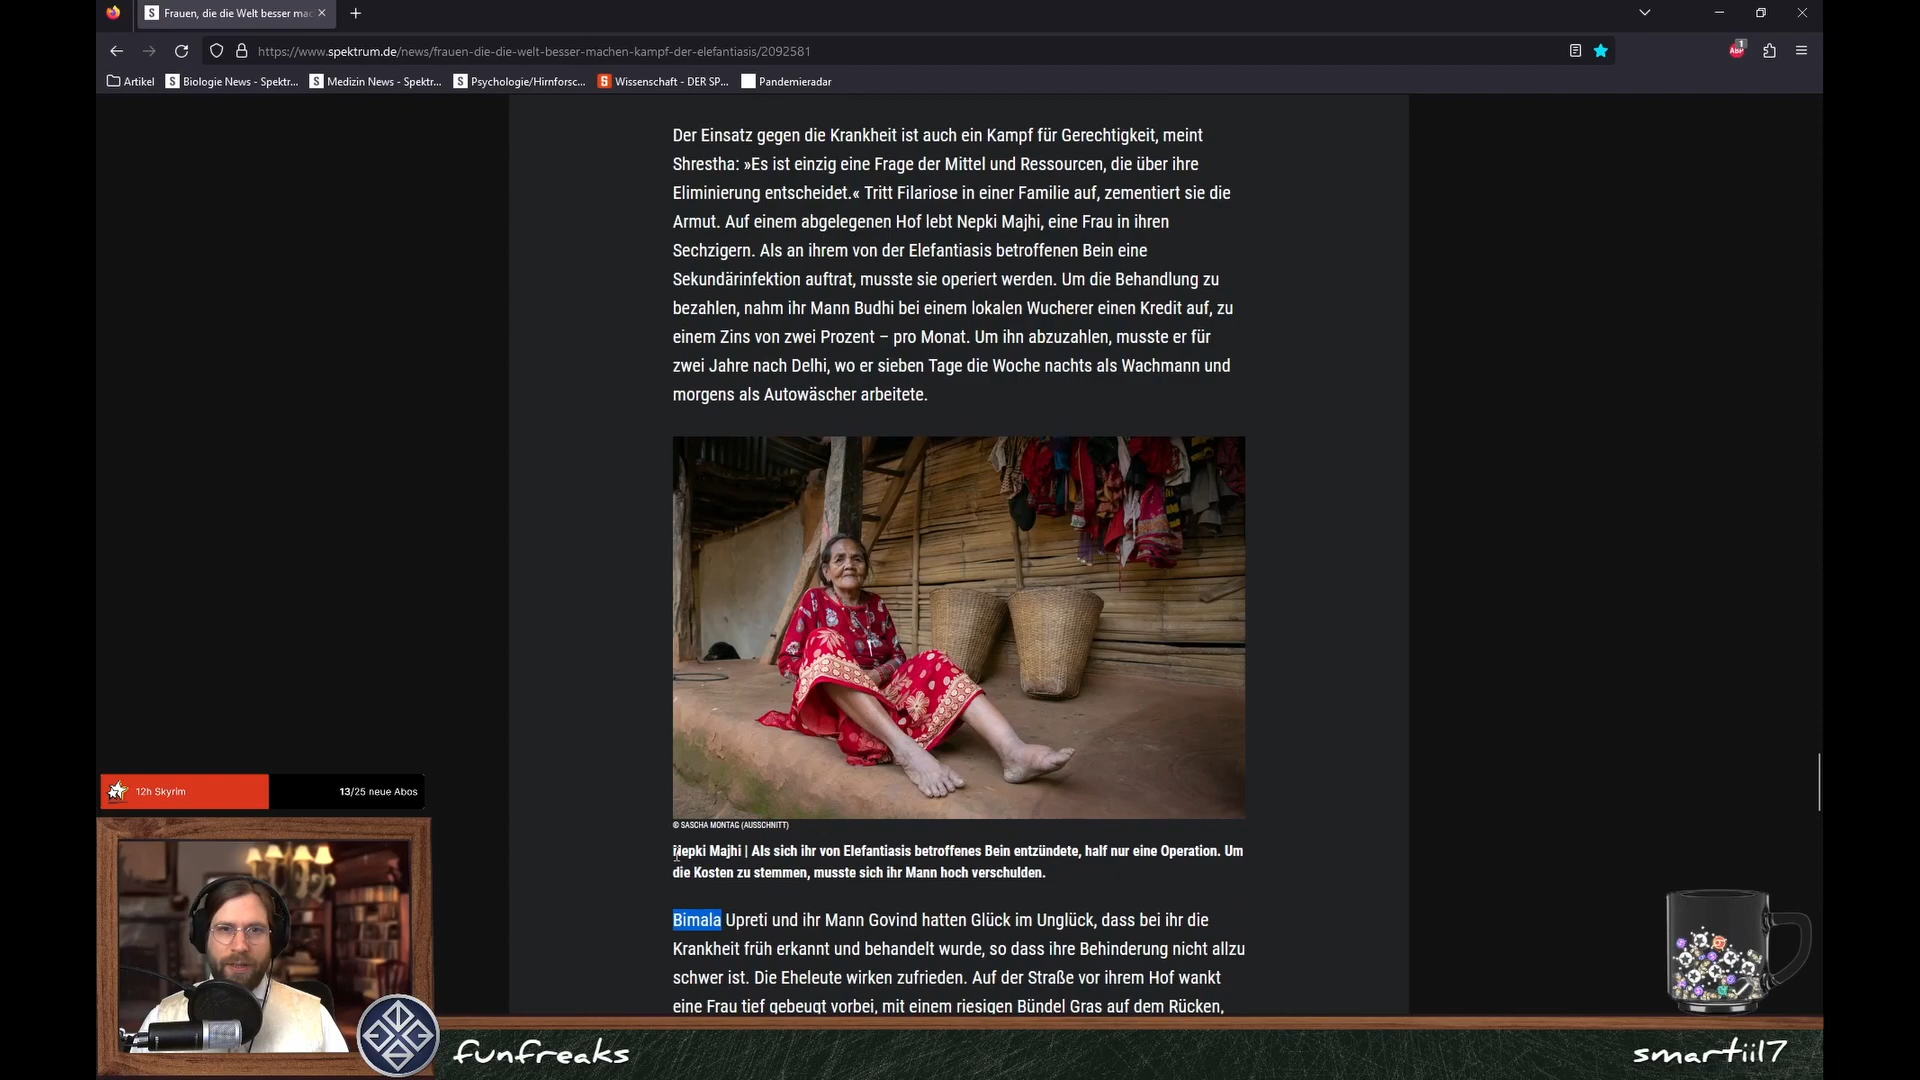 Frauen, die die Welt besser mac
https://www.spektrum.de/news/frauen-die-die-welt-besser-machen-kampf-der-elefantiasis/2092581
ABP 1
Artikel
S Biologie News - Spektr...
S Medizin News - Spektr...
S Psychologie/Hirnforsc...
S Wissenschaft - DER SP...
Pandemieradar
Der Einsatz gegen die Krankheit ist auch ein Kampf für Gerechtigkeit, meint
Shrestha: »Es ist einzig eine Frage der Mittel und Ressourcen, die über ihre
Eliminierung entscheidet.« Tritt Filariose in einer Familie auf, zementiert sie die
Armut. Auf einem abgelegenen Hof lebt Nepki Majhi, eine Frau in ihren
Sechzigern. Als an ihrem von der Elefantiasis betroffenen Bein eine
Sekundärinfektion auftrat, musste sie operiert werden. Um die Behandlung zu
bezahlen, nahm ihr Mann Budhi bei einem lokalen Wucherer einen Kredit auf, zu
einem Zins von zwei Prozent – pro Monat. Um ihn abzuzahlen, musste er für
zwei Jahre nach Delhi, wo er sieben Tage die Woche nachts als Wachmann und
morgens als Autowäscher arbeitete.
© SASCHA MONTAG (AUSSCHNITT)
Nepki Majhi | Als sich ihr von Elefantiasis betroffenes Bein entzündete, half nur eine Operation. Um
die Kosten zu stemmen, musste sich ihr Mann hoch verschulden.
Bimala Upreti und ihr Mann Govind hatten Glück im Unglück, dass bei ihr die
Krankheit früh erkannt und behandelt wurde, so dass ihre Behinderung nicht allzu
schwer ist. Die Eheleute wirken zufrieden. Auf der Straße vor ihrem Hof wankt
eine Frau tief gebeugt vorbei, mit einem riesigen Bündel Gras auf dem Rücken,
12h Skyrim
13/25 neue Abos
funfreaks
smartiil7